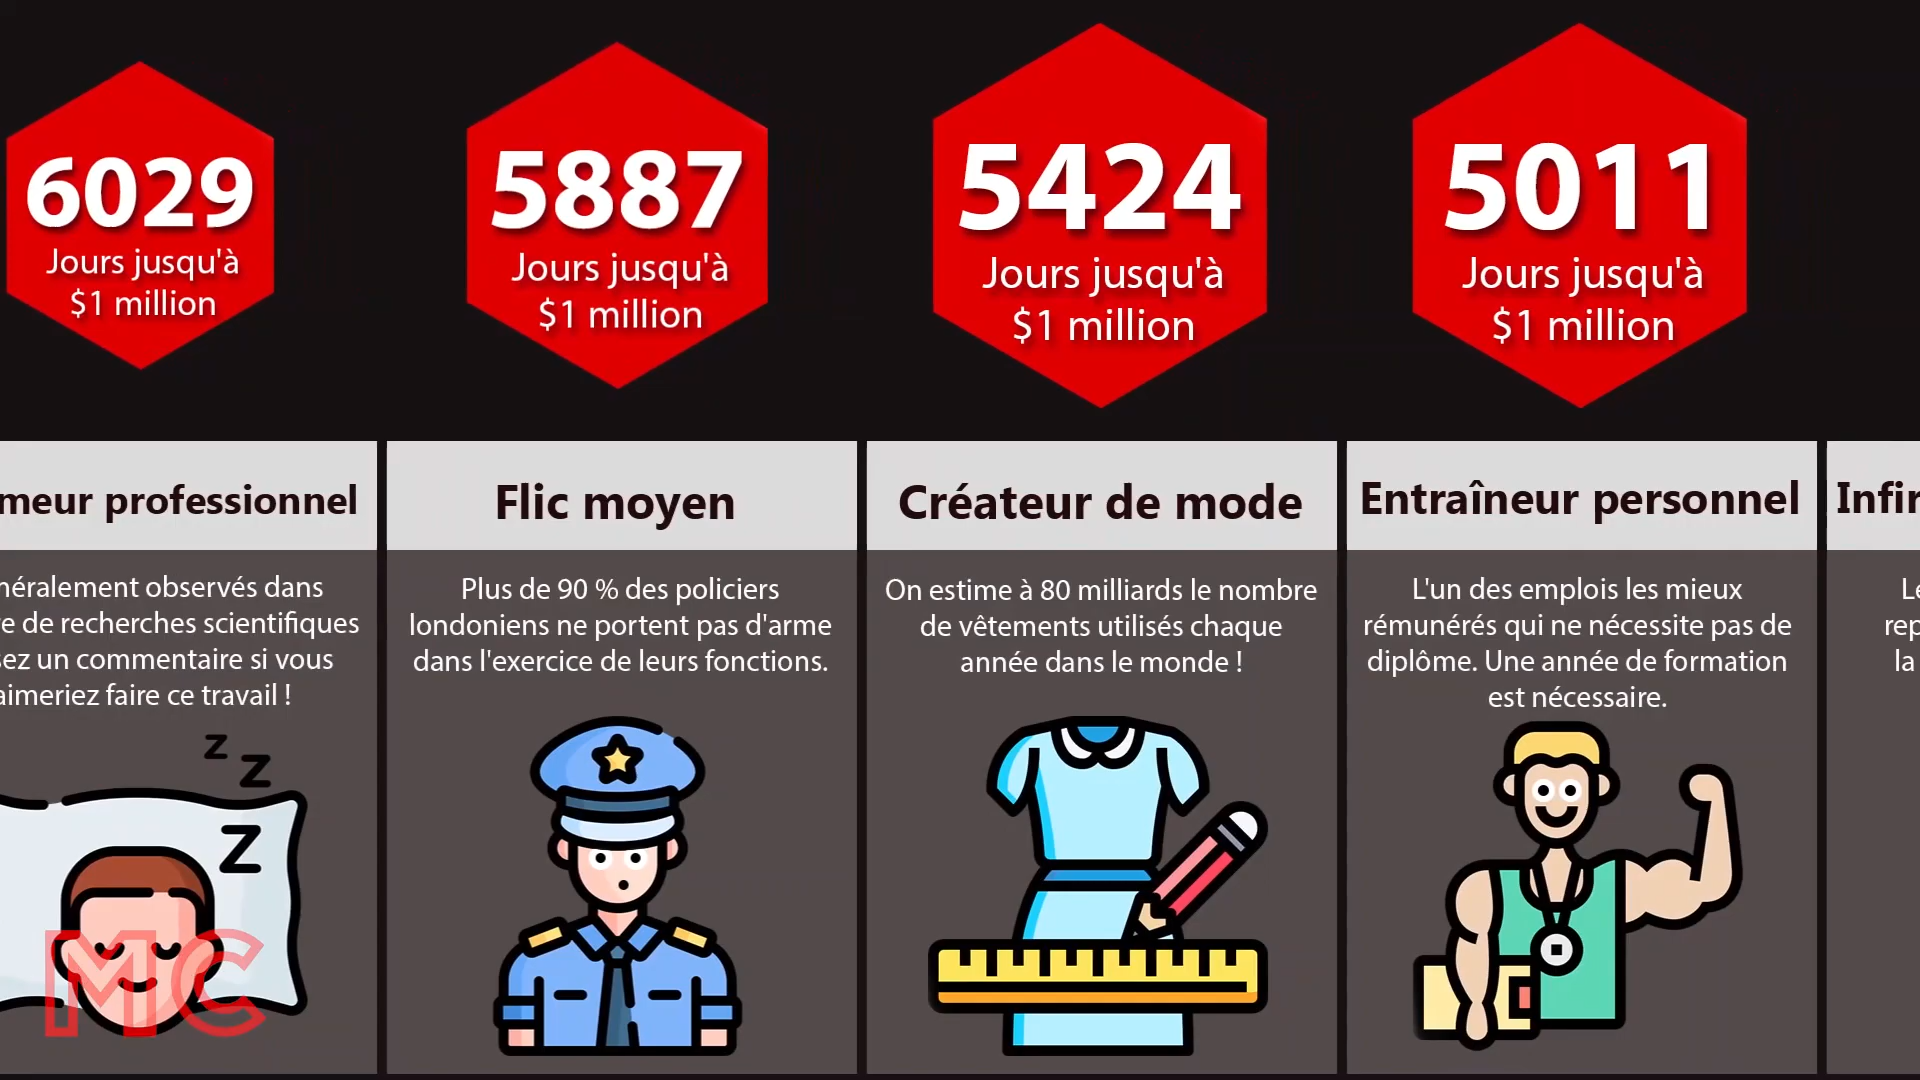 6029
Jours jusqu'à
$1 million
5887
Jours jusqu'à
$1 million
5424
Jours jusqu'à
$1 million
5011
Jours jusqu'à
$1 million
meur professionnel
néralement observés dans
e de recherches scientifiques
sez un commentaire si vous
aimeriez faire ce travail !
z
z
z
MC
Flic moyen
Plus de 90 % des policiers
londoniens ne portent pas d'arme
dans l'exercice de leurs fonctions.
Créateur de mode
On estime à 80 milliards le nombre
de vêtements utilisés chaque
année dans le monde !
Entraîneur personnel
L'un des emplois les mieux
rémunérés qui ne nécessite pas de
diplôme. Une année de formation
est nécessaire.
Infir
Le
rep
la